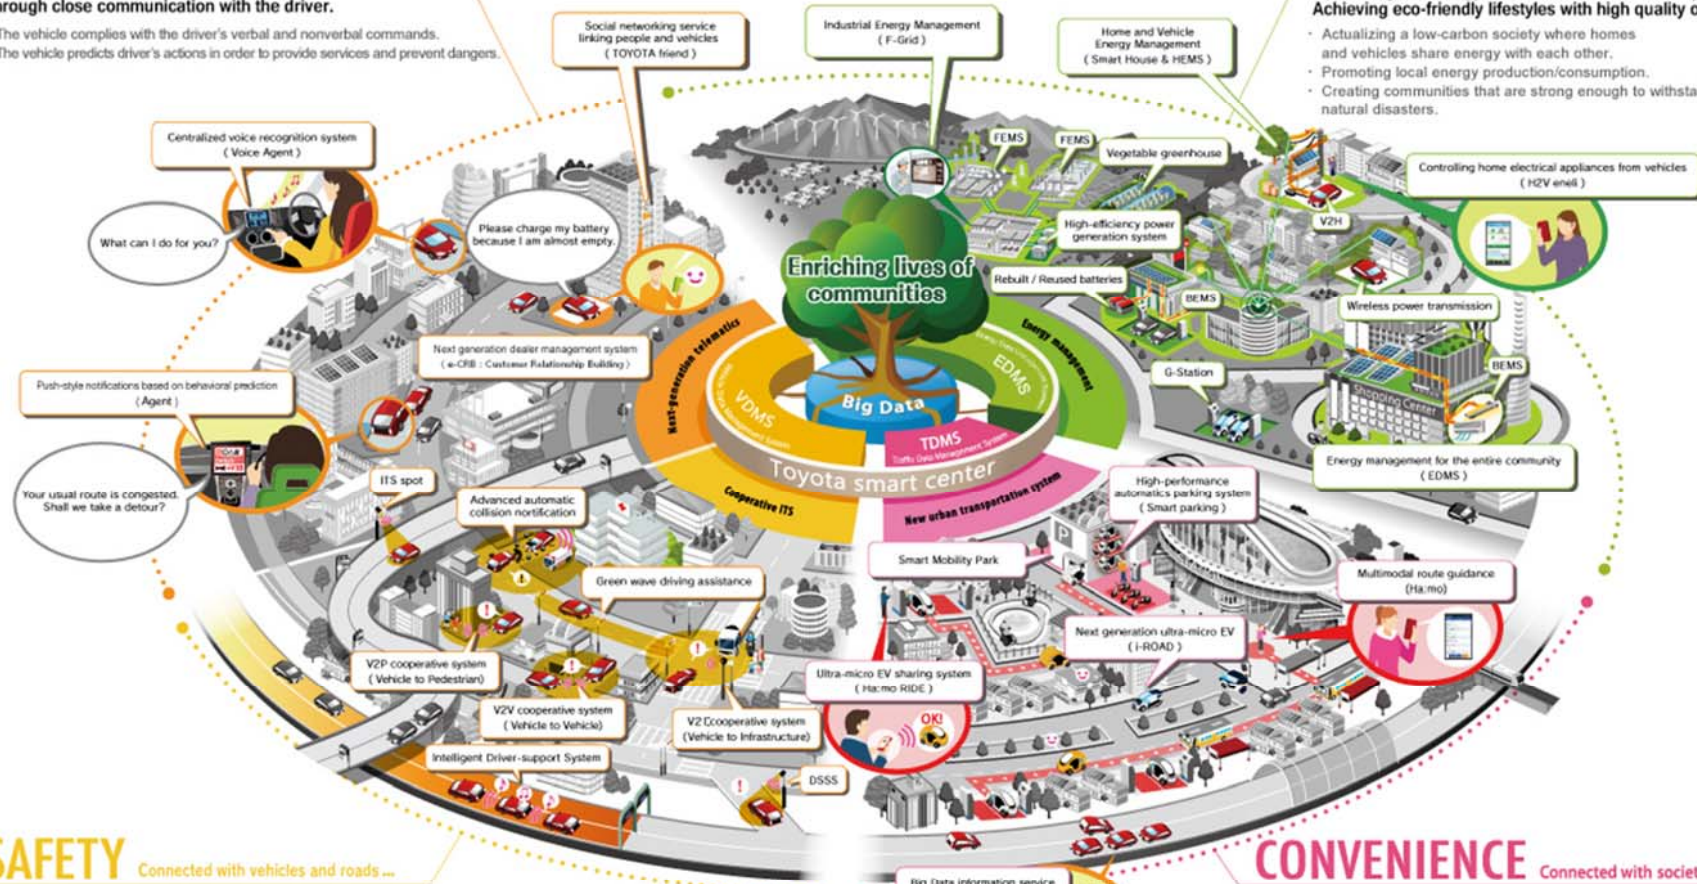 rough close communication with the driver.
The vehicle complies with the driver's verbal and nonverbal commands.
The vehicle predicts driver's actions in order to provide services and prevent dangers.
Social networking service
linking people and vehicles
( TOYOTA friend )
Industrial Energy Management
( F-Grid )
Home and Vehicle
Energy Management
( Smart House & HEMS )
Achieving eco-friendly lifestyles with high quality o
· Actualizing a low-carbon society where homes
and vehicles share energy with each other.
· Promoting local energy production/consumption.
· Creating communities that are strong enough to withsta
natural disasters.
Centralized voice recognition system
( Voice Agent )
What can I do for you?
Please charge my battery
because I am almost empty.
FEMS
FEMS
Vegetable greenhouse
High-efficiency power
generation system
Rebuilt / Reused batteries
BEMS
V2H
Controlling home electrical appliances from vehicles
( H2V eneli )
Wireless power transmission
BEMS
Shopping Center
G-Station
Energy management for the entire community
( EDMS )
Enriching lives of
communities
Next-generation telematics
Energy management
VDMS
EDMS
Big Data
TDMS
Traffic Data Management System
Toyota smart center
Cooperative ITS
New urban transportation system
Next generation dealer management system
( e-CRB : Customer Relationship Building )
Push-style notifications based on behavioral prediction
( Agent )
Your usual route is congested.
Shall we take a detour?
ITS spot
Advanced automatic
collision nortification
Green wave driving assistance
V2P cooperative system
( Vehicle to Pedestrian)
V2V cooperative system
( Vehicle to Vehicle)
cooperative system
(Vehicle to Infrastructure)
Intelligent Driver-support System
DSSS
High-performance
automatics parking system
( Smart parking )
P
Smart Mobility Park
Multimodal route guidance
(Ha:mo)
Next generation ultra-micro EV
( i-ROAD )
Ultra-micro EV sharing system
( Ha:mo RIDE )
OK!
SAFETY Connected with vehicles and roads ...
CONVENIENCE Connected with societ
Big Data information service